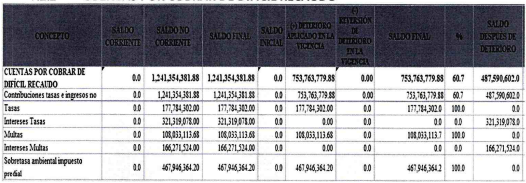 CONCEPTO SALDO CORRIENTE SALDO NO CORRIENTE SALDO FINAL SALDO INICIAL (+) DETERIORO APLICADO EN LA VIGENCIA (-) REVERSIÓN DE DETERIORO EN LA VIGENCIA SALDO FINAL % SALDO DESPUÉS DE DETERIORO
CUENTAS POR COBRAR DE DIFÍCIL RECAUDO 0.0 1,241,354,381.88 1,241,354,381.88 0.0 753,763,779.88 0.00 753,763,779.88 60.7 487,590,602.0
Contribuciones tasas e ingresos no 0.0 1,241,354,381.88 1,241,354,381.88 0.0 753,763,779.88 0.00 753,763,779.88 60.7 487,590,602.0
Tasas 0.0 177,784,302.00 177,784,302.00 0.0 177,784,302.00 0.0 177,784,302.0 100.0 0.0
Intereses Tasas 0.0 321,319,078.00 321,319,078.00 0.0 0.00 0.0 0.0 0.0 321,319,078.0
Multas 0.0 108,033,113.68 108,033,113.68 0.0 108,033,113.68 0.0 108,033,113.7 100.0 0.0
Intereses Multas 0.0 166,271,524.00 166,271,524.00 0.0 0.00 0.0 0.0 0.0 166,271,524.0
Sobretasa ambiental impuesto predial 0.0 467,946,364.20 467,946,364.20 0.0 467,946,364.20 0.0 467,946,364.2 100.0 0.0